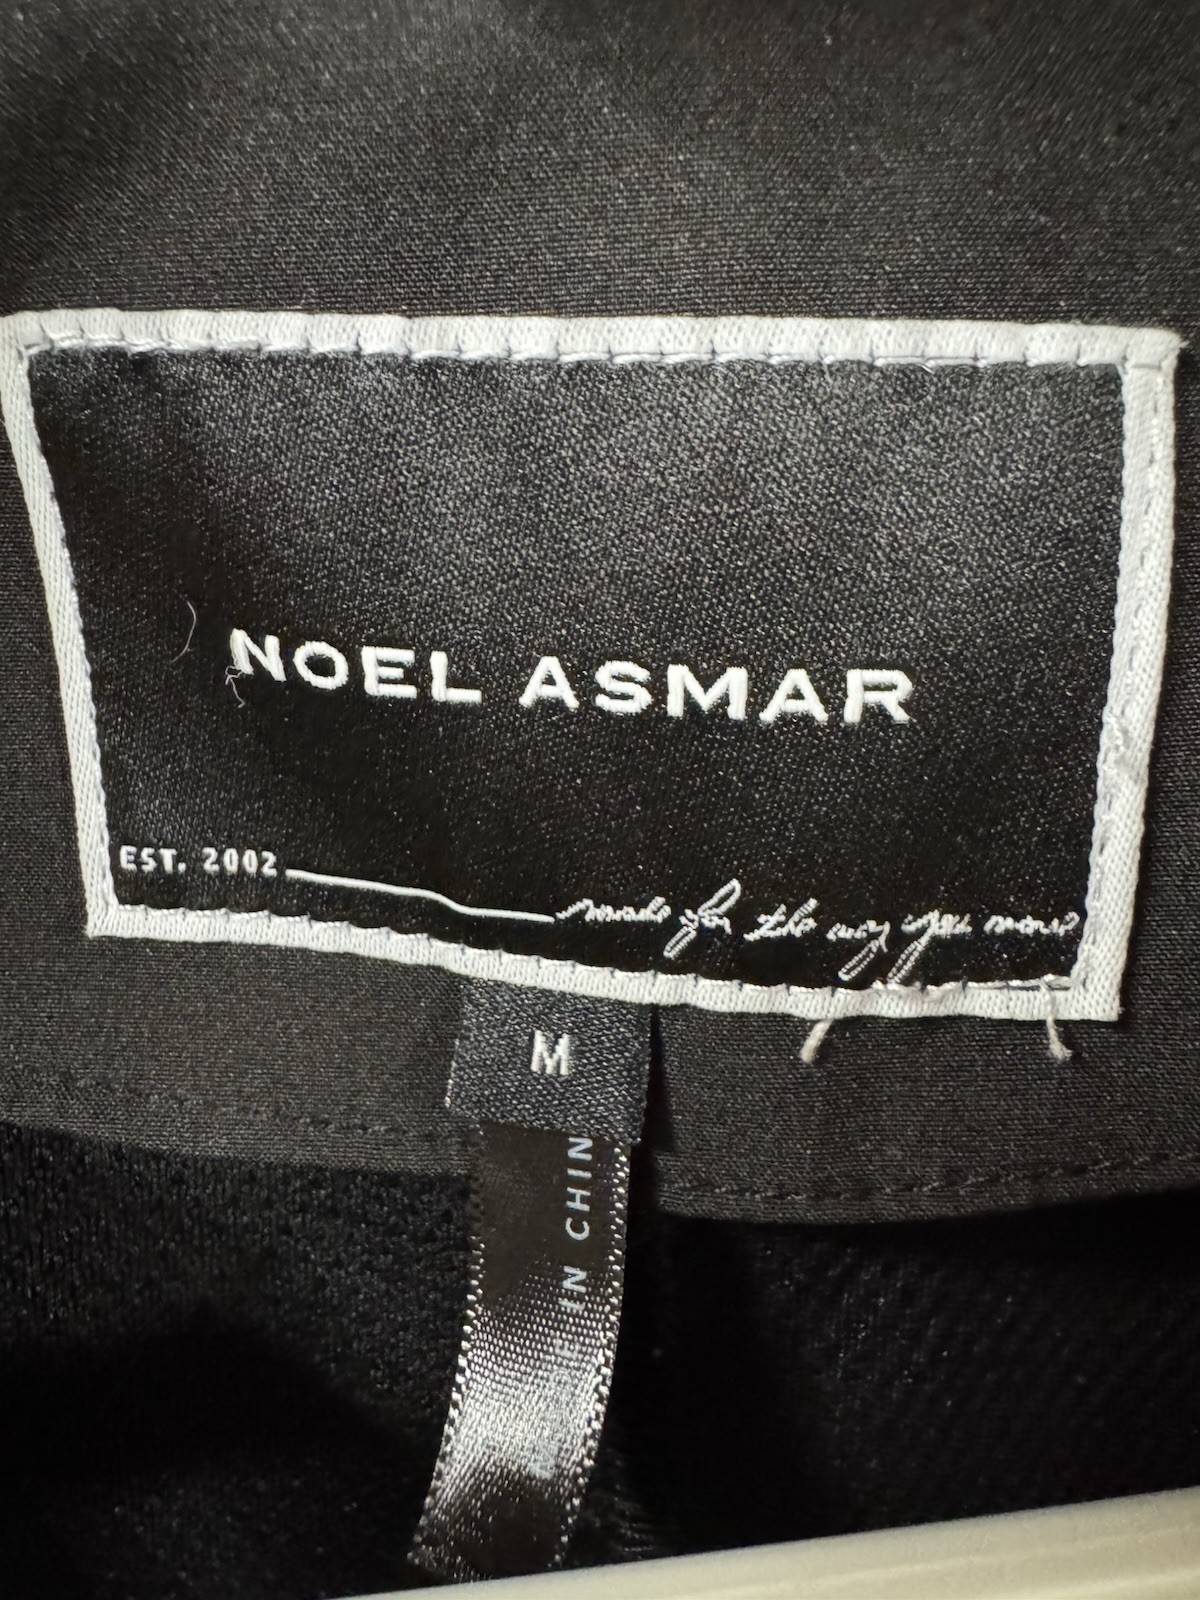 NOEL ASMAR
EST. 2002
made for the way you move
M
IN CHIN